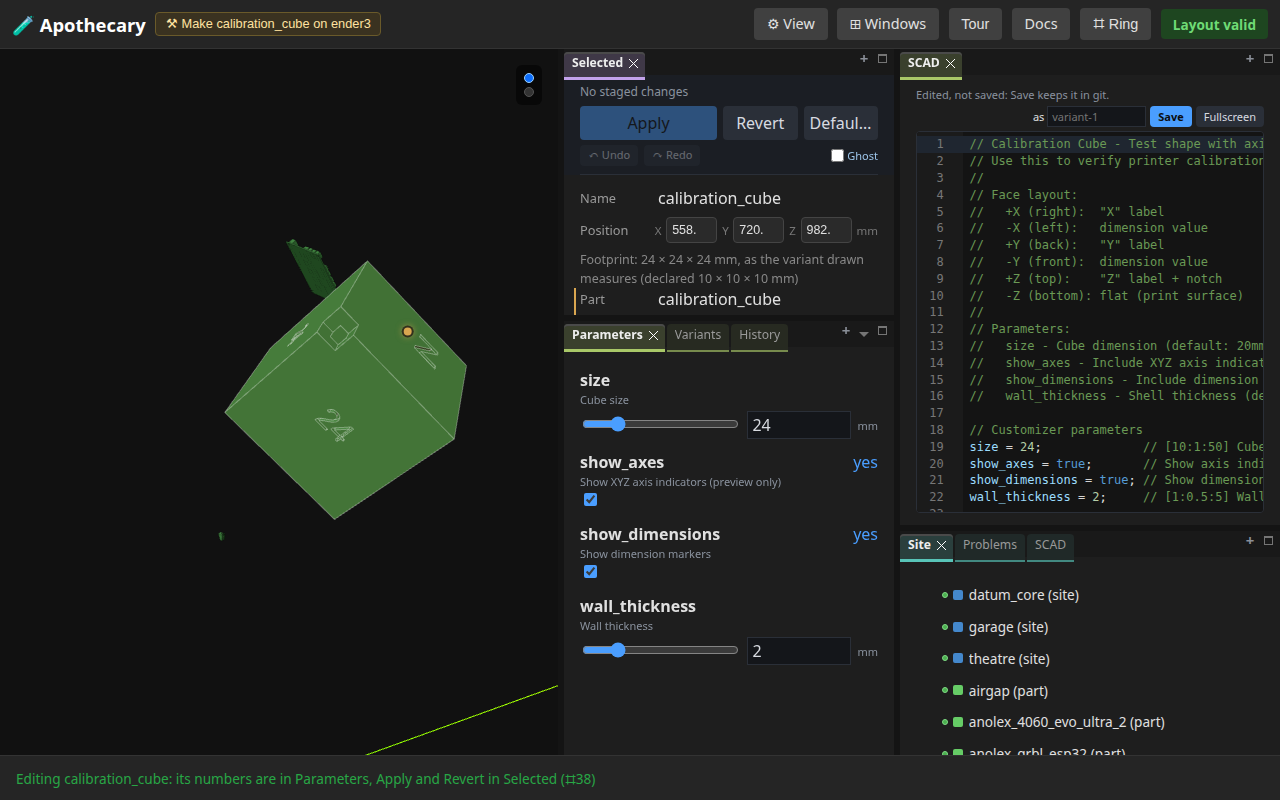 Apothecary
⚒ Make calibration_cube on ender3
⚙ View
⊞ Windows
Tour
Docs
⌗ Ring
Layout valid
Selected
No staged changes
Apply
Revert
Defaul...
↶ Undo
↷ Redo
Ghost
Name calibration_cube
Position X 558. Y 720. Z 982. mm
Footprint: 24 × 24 × 24 mm, as the variant drawn
measures (declared 10 × 10 × 10 mm)
Part calibration_cube
Z
24
Parameters
Variants
History
size
Cube size
24 mm
show_axes yes
Show XYZ axis indicators (preview only)
show_dimensions yes
Show dimension markers
wall_thickness
Wall thickness
2 mm
SCAD
Edited, not saved: Save keeps it in git.
as variant-1 Save Fullscreen
1 // Calibration Cube - Test shape with axi
2 // Use this to verify printer calibration
3 //
4 // Face layout:
5 //   +X (right):  "X" label
6 //   -X (left):   dimension value
7 //   +Y (back):   "Y" label
8 //   -Y (front):  dimension value
9 //   +Z (top):    "Z" label + notch
10 //   -Z (bottom): flat (print surface)
11 //
12 // Parameters:
13 //   size - Cube dimension (default: 20mm
14 //   show_axes - Include XYZ axis indicat
15 //   show_dimensions - Include dimension
16 //   wall_thickness - Shell thickness (de
17
18 // Customizer parameters
19 size = 24;              // [10:1:50] Cube
20 show_axes = true;       // Show axis indi
21 show_dimensions = true; // Show dimension
22 wall_thickness = 2;     // [1:0.5:5] Wall
Site
Problems
SCAD
datum_core (site)
garage (site)
theatre (site)
airgap (part)
anolex_4060_evo_ultra_2 (part)
anolex_grbl_esp32 (part)
Editing calibration_cube: its numbers are in Parameters, Apply and Revert in Selected (⌗38)